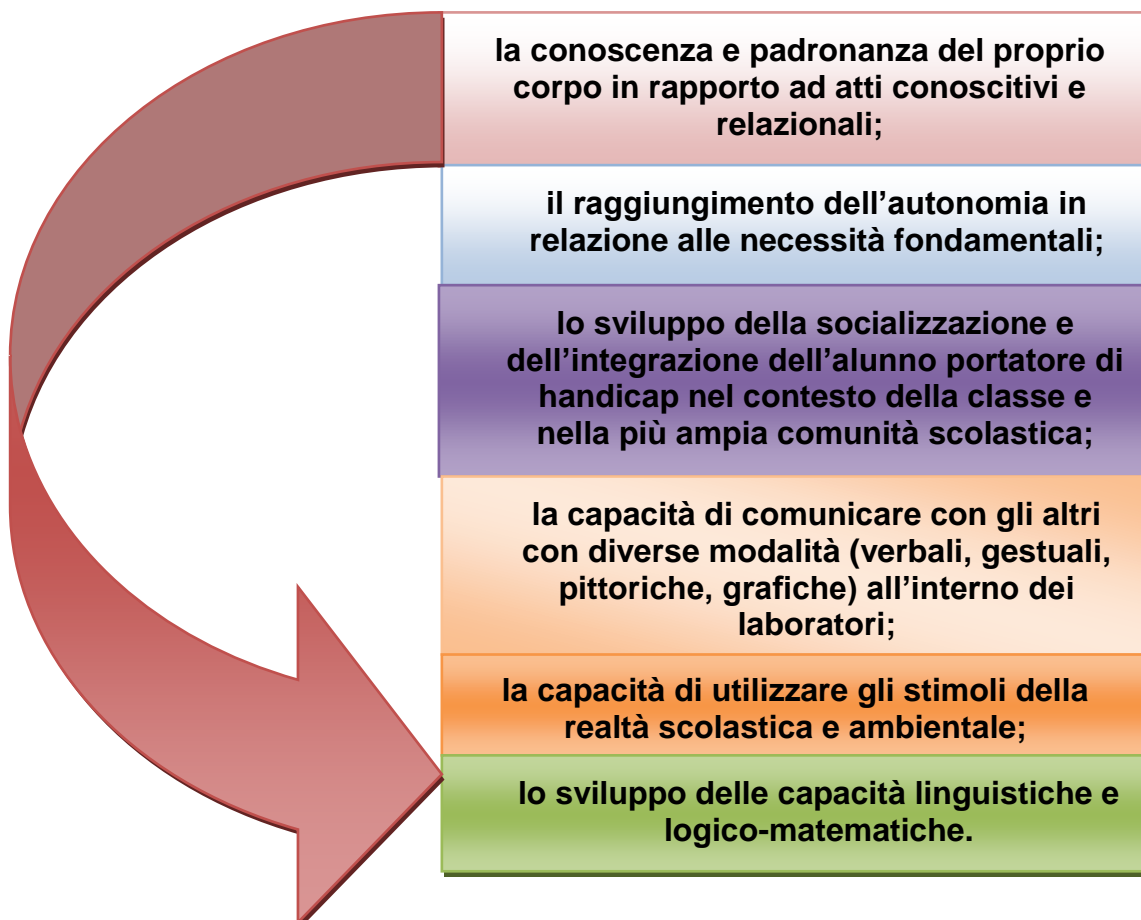 la conoscenza e padronanza del proprio
corpo in rapporto ad atti conoscitivi e
relazionali;
il raggiungimento dell’autonomia in
relazione alle necessità fondamentali;
lo sviluppo della socializzazione e
dell’integrazione dell’alunno portatore di
handicap nel contesto della classe e
nella più ampia comunità scolastica;
la capacità di comunicare con gli altri
con diverse modalità (verbali, gestuali,
pittoriche, grafiche) all’interno dei
laboratori;
la capacità di utilizzare gli stimoli della
realtà scolastica e ambientale;
lo sviluppo delle capacità linguistiche e
logico-matematiche.